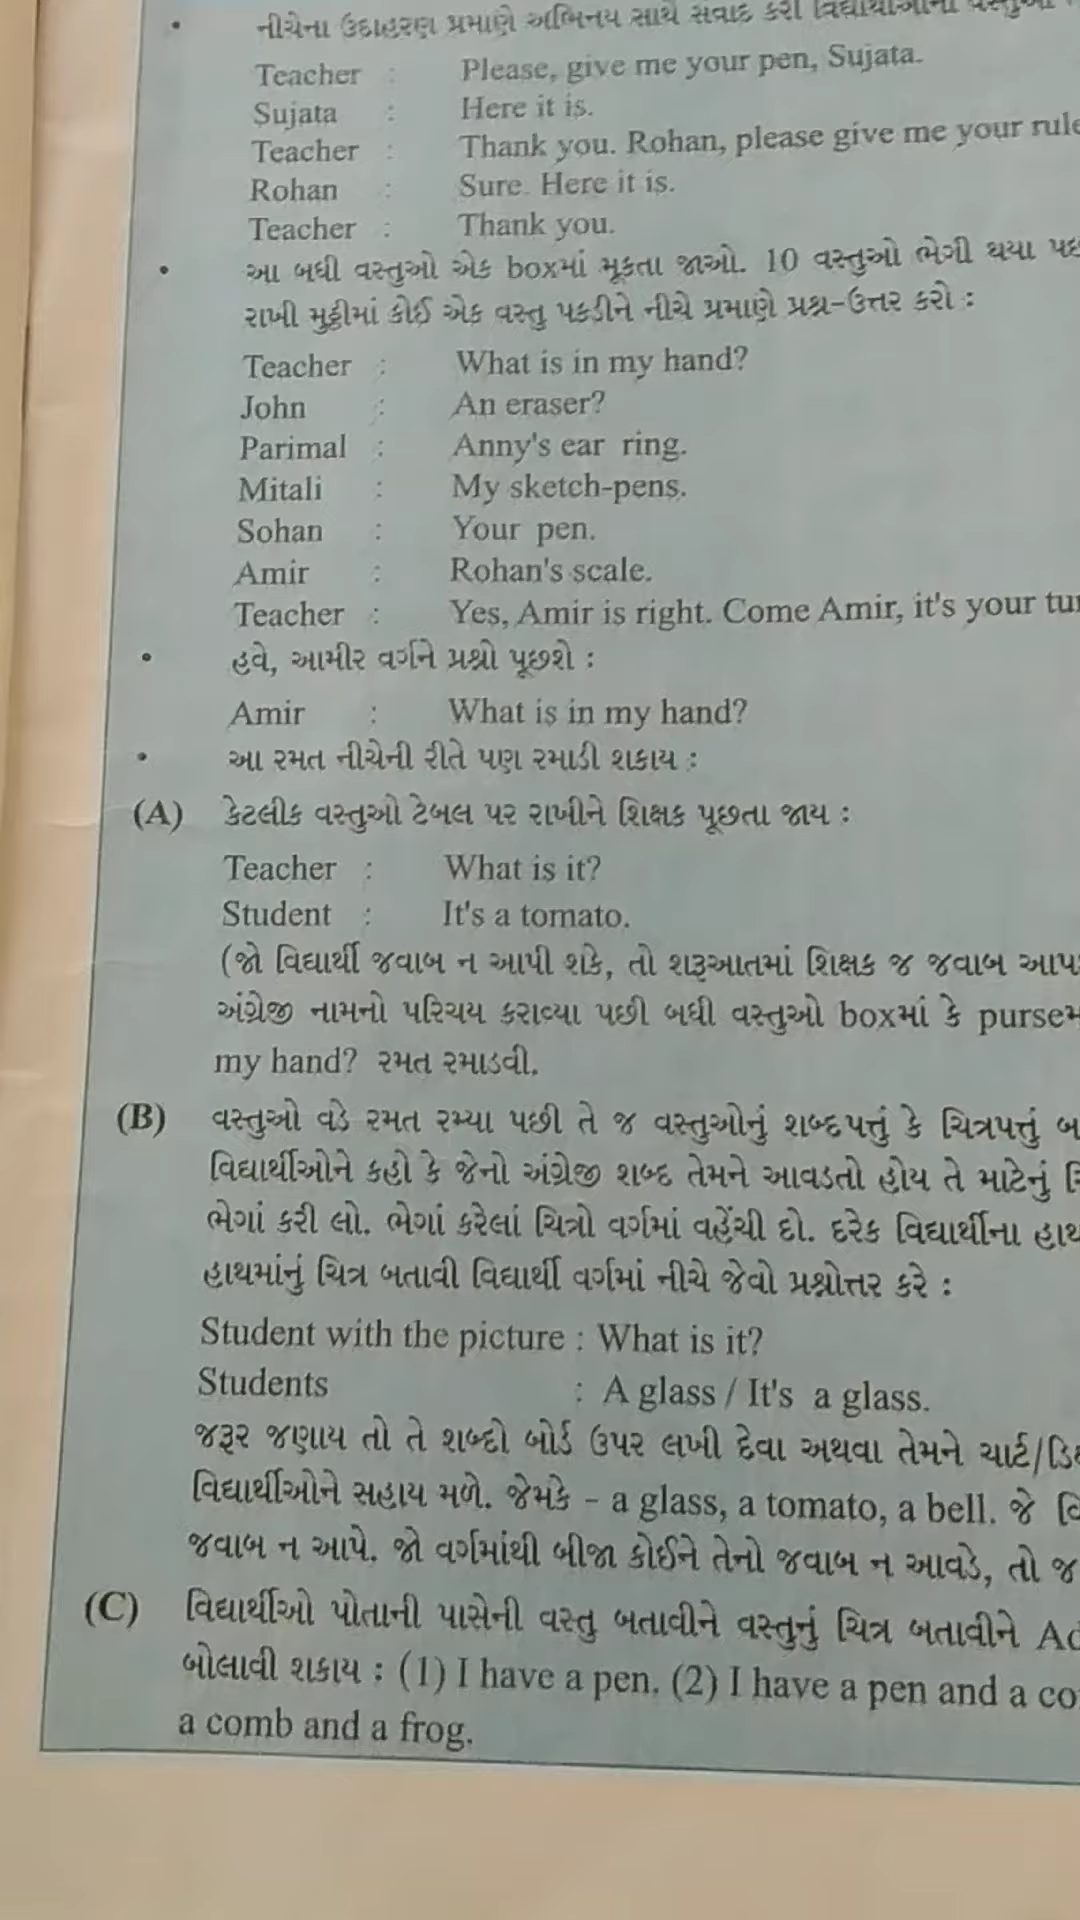 નીચેના ઉદાહરણ પ્રમાણે અભિનય સાથે સંવાદ કરી વિદ્યાર્થીઓની
Teacher : Please, give me your pen, Sujata.
Sujata : Here it is.
Teacher : Thank you. Rohan, please give me your rule
Rohan : Sure. Here it is.
Teacher : Thank you.
• આ બધી વસ્તુઓ એક boxમાં મૂકતા જાઓ. 10 વસ્તુઓ ભેગી થયા
રાખી મુઠ્ઠીમાં કોઈ એક વસ્તુ પકડીને નીચે પ્રમાણે પ્રશ્ન-ઉત્તર કરો :
Teacher : What is in my hand?
John : An eraser?
Parimal : Anny's ear ring.
Mitali : My sketch-pens.
Sohan : Your pen.
Amir : Rohan's scale.
Teacher : Yes, Amir is right. Come Amir, it's your
• હવે, આમીર વર્ગને પ્રશ્નો પૂછશે :
Amir : What is in my hand?
• આ રમત નીચેની રીતે પણ રમાડી શકાય :
(A) કેટલીક વસ્તુઓ ટેબલ પર રાખીને શિક્ષક પૂછતા જાય :
Teacher : What is it?
Student : It's a tomato.
(જો વિદ્યાર્થી જવાબ ન આપી શકે, તો શરૂઆતમાં શિક્ષક જ જવાબ
અંગ્રેજી નામનો પરિચય કરાવ્યા પછી બધી વસ્તુઓ boxમાં કે purse
my hand? રમત રમાડવી.
(B) વસ્તુઓ વડે રમત રમ્યા પછી તે જ વસ્તુઓનું શબ્દપત્તું કે ચિત્રપત્તું
વિદ્યાર્થીઓને કહો કે જેનો અંગ્રેજી શબ્દ તેમને આવડતો હોય તે માટેનું
ભેગાં કરી લો. ભેગાં કરેલાં ચિત્રો વર્ગમાં વહેંચી દો. દરેક વિદ્યાર્થીના
હાથમાંનું ચિત્ર બતાવી વિદ્યાર્થી વર્ગમાં નીચે જેવો પ્રશ્નોત્તર કરે :
Student with the picture : What is it?
Students : A glass / It's a glass.
જરૂર જણાય તો તે શબ્દો બોર્ડ ઉપર લખી દેવા અથવા તેમને ચાર્ટ/
વિદ્યાર્થીઓને સહાય મળે. જેમકે - a glass, a tomato, a bell. જે
જવાબ ન આપે. જો વર્ગમાંથી બીજા કોઈને તેનો જવાબ ન આવડે, તો
(C) વિદ્યાર્થીઓ પોતાની પાસેની વસ્તુ બતાવીને વસ્તુનું ચિત્ર બતાવીને
બોલાવી શકાય : (1) I have a pen. (2) I have a pen and a
a comb and a frog.